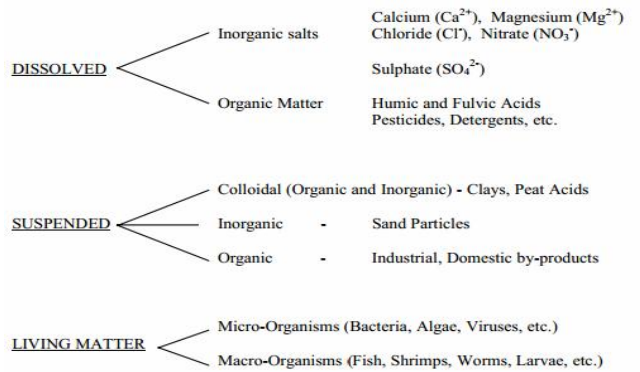 Calcium (Ca²⁺), Magnesium (Mg²⁺)
Inorganic salts Chloride (Cl⁻), Nitrate (NO₃⁻)
DISSOLVED Sulphate (SO₄²⁻)
Organic Matter Humic and Fulvic Acids
Pesticides, Detergents, etc.
Colloidal (Organic and Inorganic) - Clays, Peat Acids
SUSPENDED Inorganic - Sand Particles
Organic - Industrial, Domestic by-products
Micro-Organisms (Bacteria, Algae, Viruses, etc.)
LIVING MATTER
Macro-Organisms (Fish, Shrimps, Worms, Larvae, etc.)